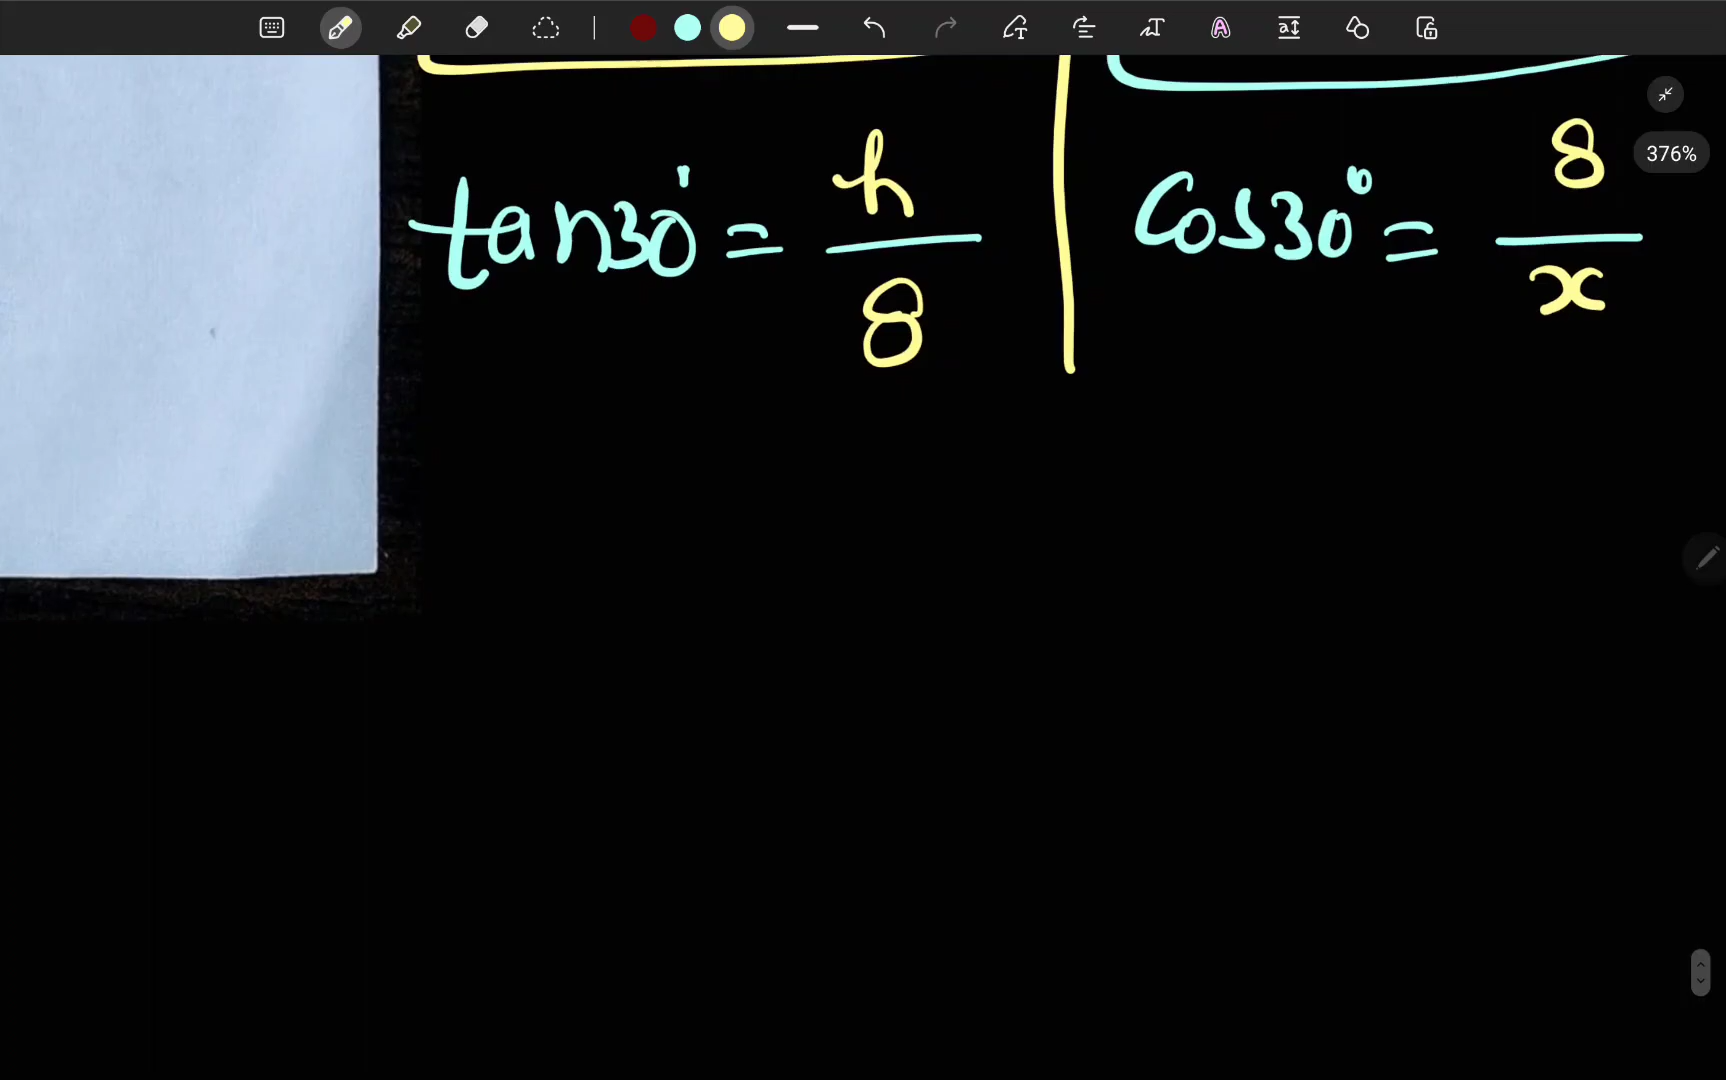 376%
tan30° = h/8
Cos30° = 8/x